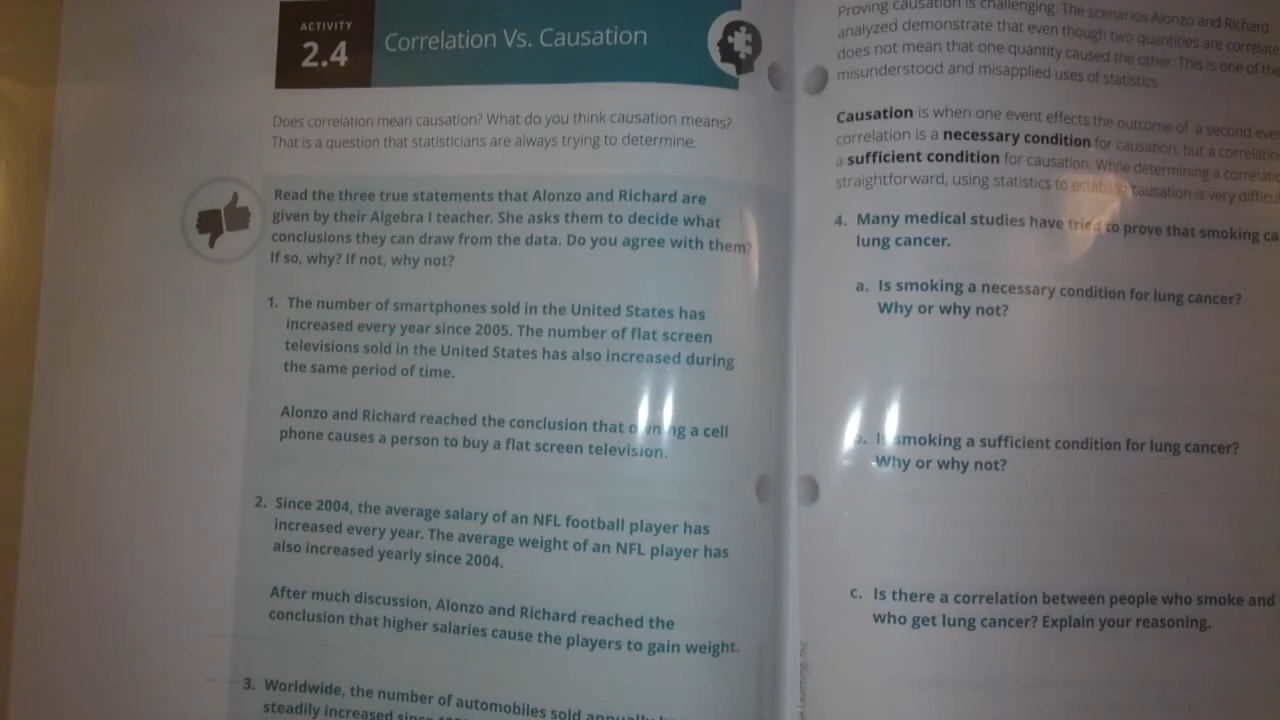 ACTIVITY
2.4
Correlation Vs. Causation
Does correlation mean causation? What do you think causation means?
That is a question that statisticians are always trying to determine.
Read the three true statements that Alonzo and Richard are
given by their Algebra I teacher. She asks them to decide what
conclusions they can draw from the data. Do you agree with them?
If so, why? If not, why not?
1. The number of smartphones sold in the United States has
increased every year since 2005. The number of flat screen
televisions sold in the United States has also increased during
the same period of time.
Alonzo and Richard reached the conclusion that owning a cell
phone causes a person to buy a flat screen television.
2. Since 2004, the average salary of an NFL football player has
increased every year. The average weight of an NFL player has
also increased yearly since 2004.
After much discussion, Alonzo and Richard reached the
conclusion that higher salaries cause the players to gain weight.
3. Worldwide, the number of automobiles sold annually
steadily increased since
Proving causation is challenging. The scenarios Alonzo and Richard
analyzed demonstrate that even though two quantities are correlate
does not mean that one quantity caused the other. This is one of the
misunderstood and misapplied uses of statistics.
Causation is when one event effects the outcome of a second eve
correlation is a necessary condition for causation, but a correlatio
a sufficient condition for causation. While determining a correlatio
straightforward, using statistics to establish causation is very difficu
4. Many medical studies have tried to prove that smoking ca
lung cancer.
a. Is smoking a necessary condition for lung cancer?
Why or why not?
b. Is smoking a sufficient condition for lung cancer?
Why or why not?
c. Is there a correlation between people who smoke and
who get lung cancer? Explain your reasoning.